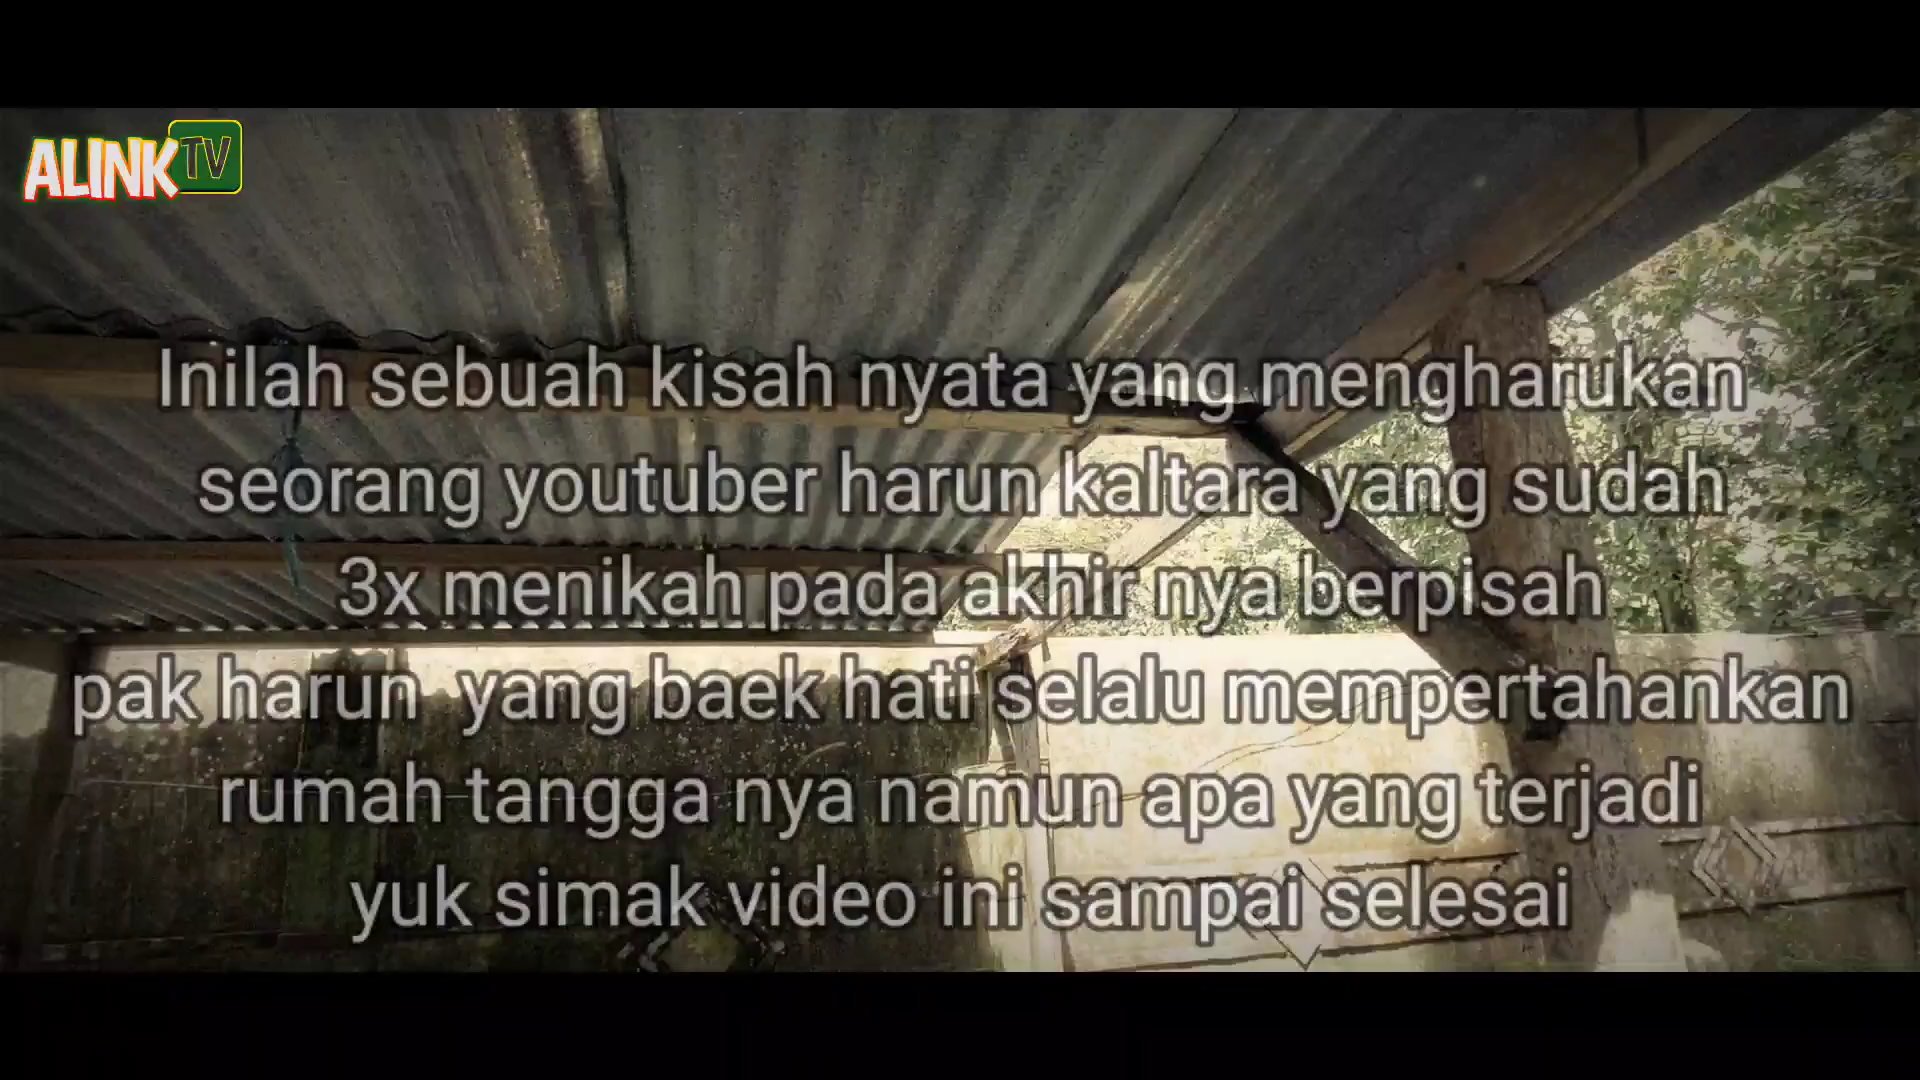 ALINK TV
Inilah sebuah kisah nyata yang mengharukan
seorang youtuber harun kaltara yang sudah
3x menikah pada akhir nya berpisah
pak harun yang baek hati selalu mempertahankan
rumah tangga nya namun apa yang terjadi
yuk simak video ini sampai selesai